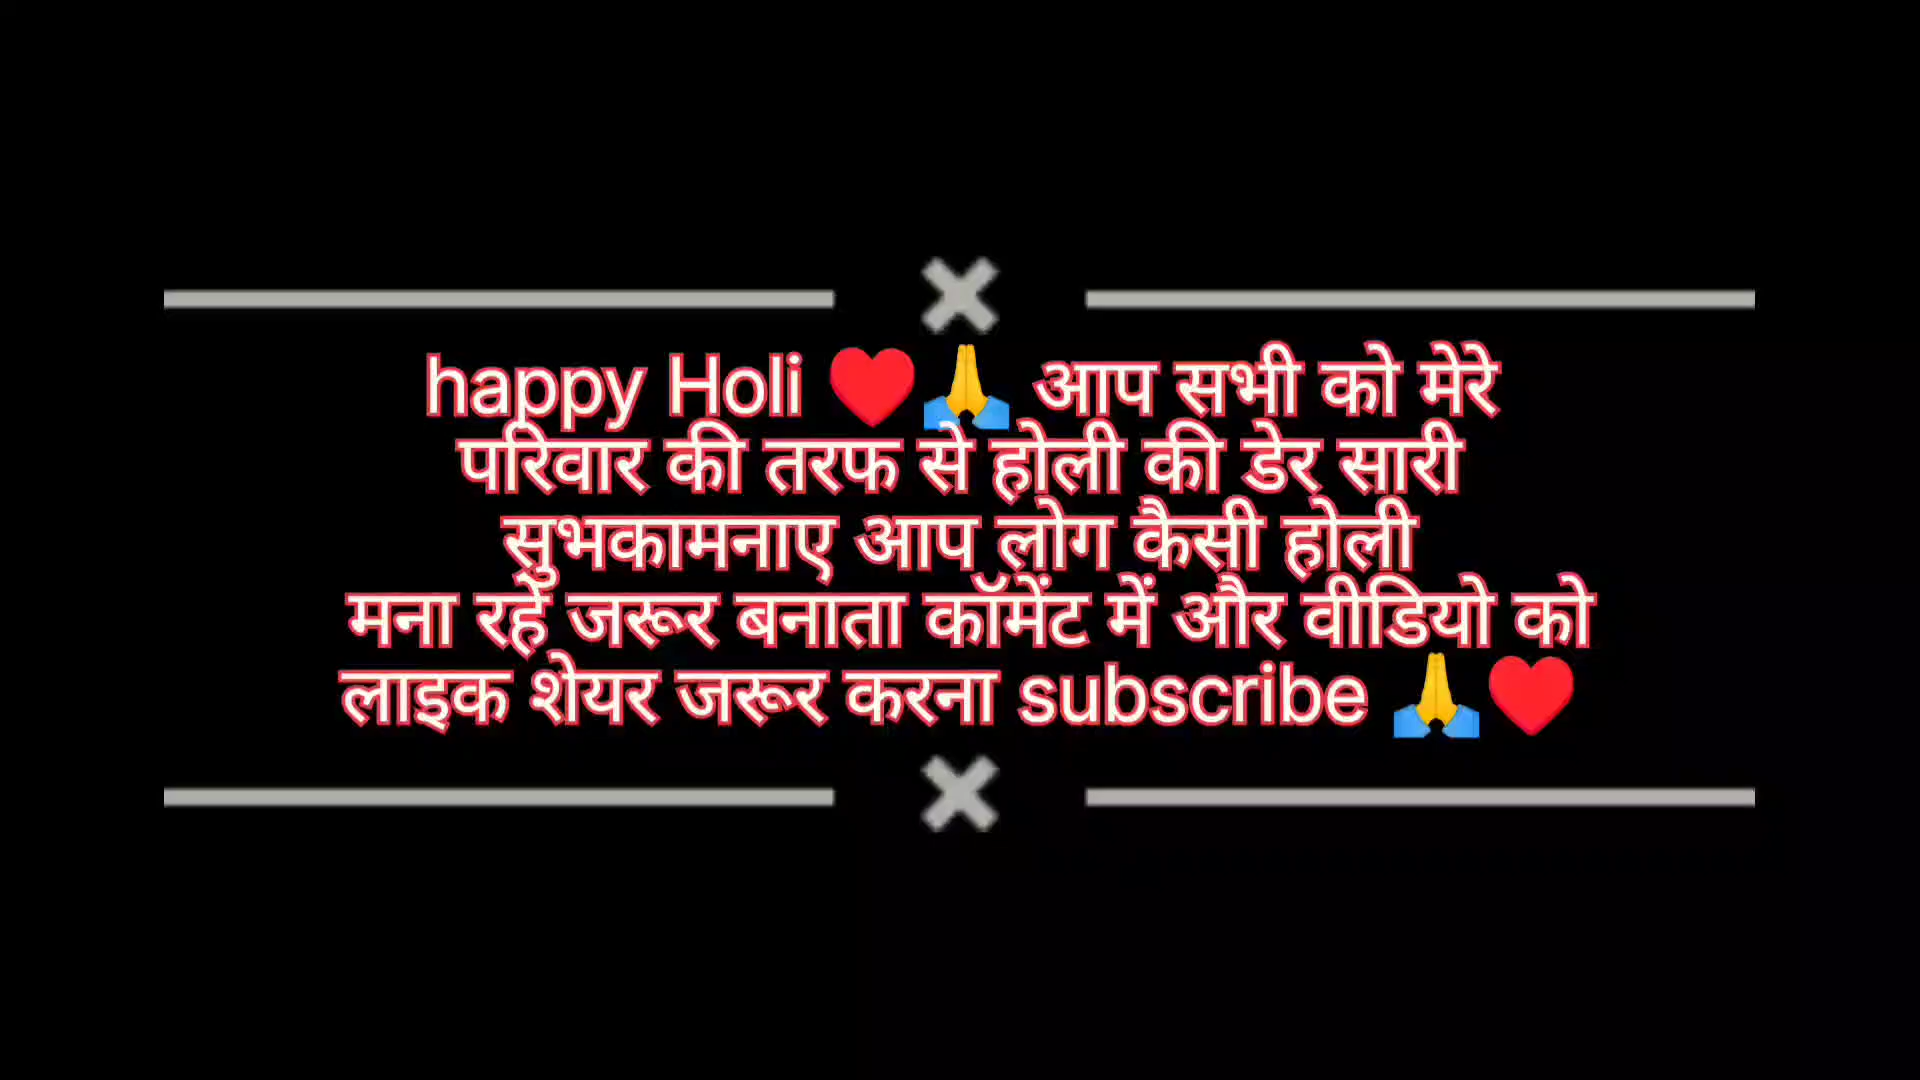 happy Holi ♥️🙏 आप सभी को मेरे
परिवार की तरफ से होली की डेर सारी
सुभकामनाए आप लोग कैसी होली
मना रहें जरूर बनाता कॉमेंट में और वीडियो को
लाइक शेयर जरूर करना subscribe 🙏♥️